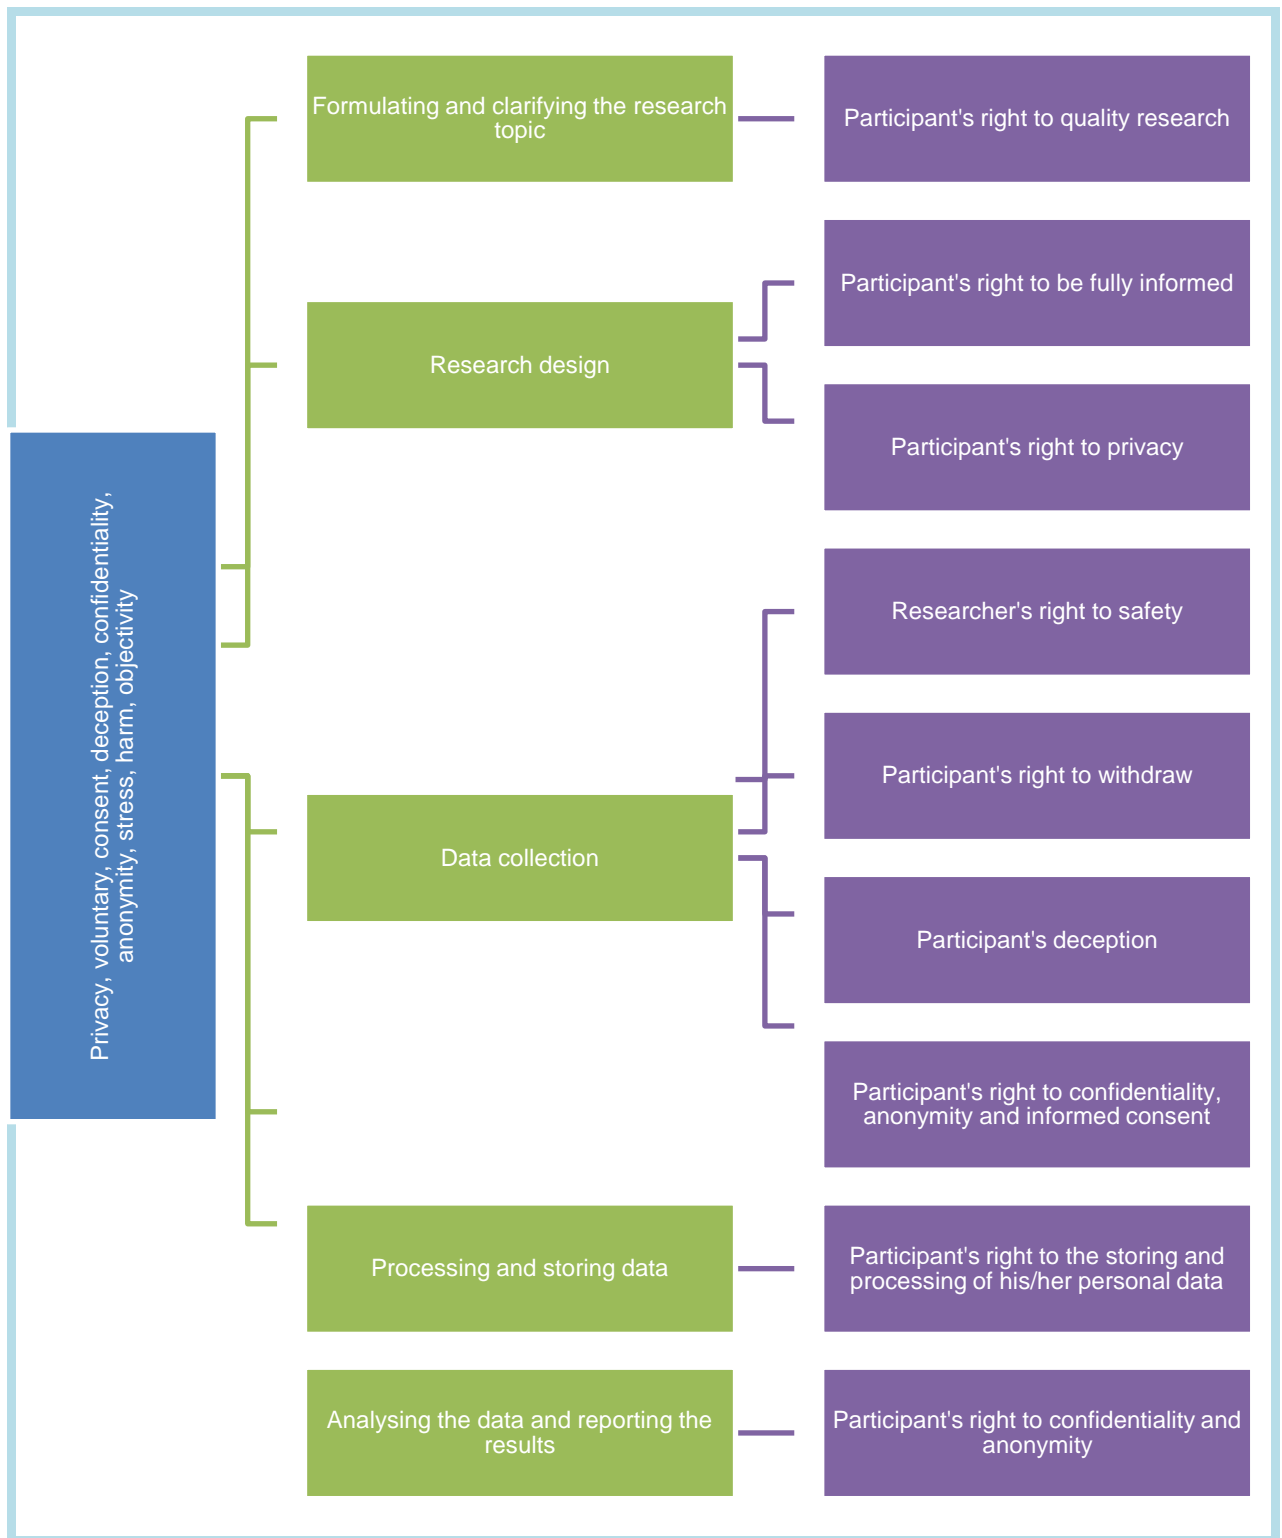 Privacy, voluntary, consent, deception, confidentiality,
anonymity, stress, harm, objectivity
Formulating and clarifying the research
topic
Participant's right to quality research
Research design
Participant's right to be fully informed
Participant's right to privacy
Data collection
Researcher's right to safety
Participant's right to withdraw
Participant's deception
Participant's right to confidentiality,
anonymity and informed consent
Processing and storing data
Participant's right to the storing and
processing of his/her personal data
Analysing the data and reporting the
results
Participant's right to confidentiality and
anonymity